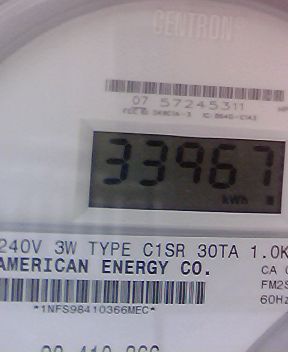 CENTRON
07 57245311
33967
kWh
240V 3W TYPE C1SR 30TA 1.0K
AMERICAN ENERGY CO.
CA
FM2S
60Hz
*1NFS98410366MEC*